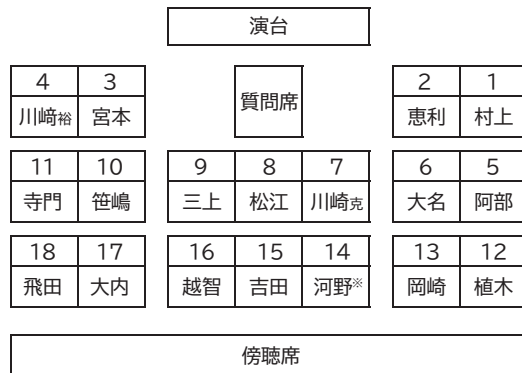 演台
4 3 質問席 2 1
川﨑裕 宮本 恵利 村上
11 10 9 8 7 6 5
寺門 笹嶋 三上 松江 川崎克 大名 阿部
18 17 16 15 14 13 12
飛田 大内 越智 吉田 河野※ 岡崎 植木
傍聴席